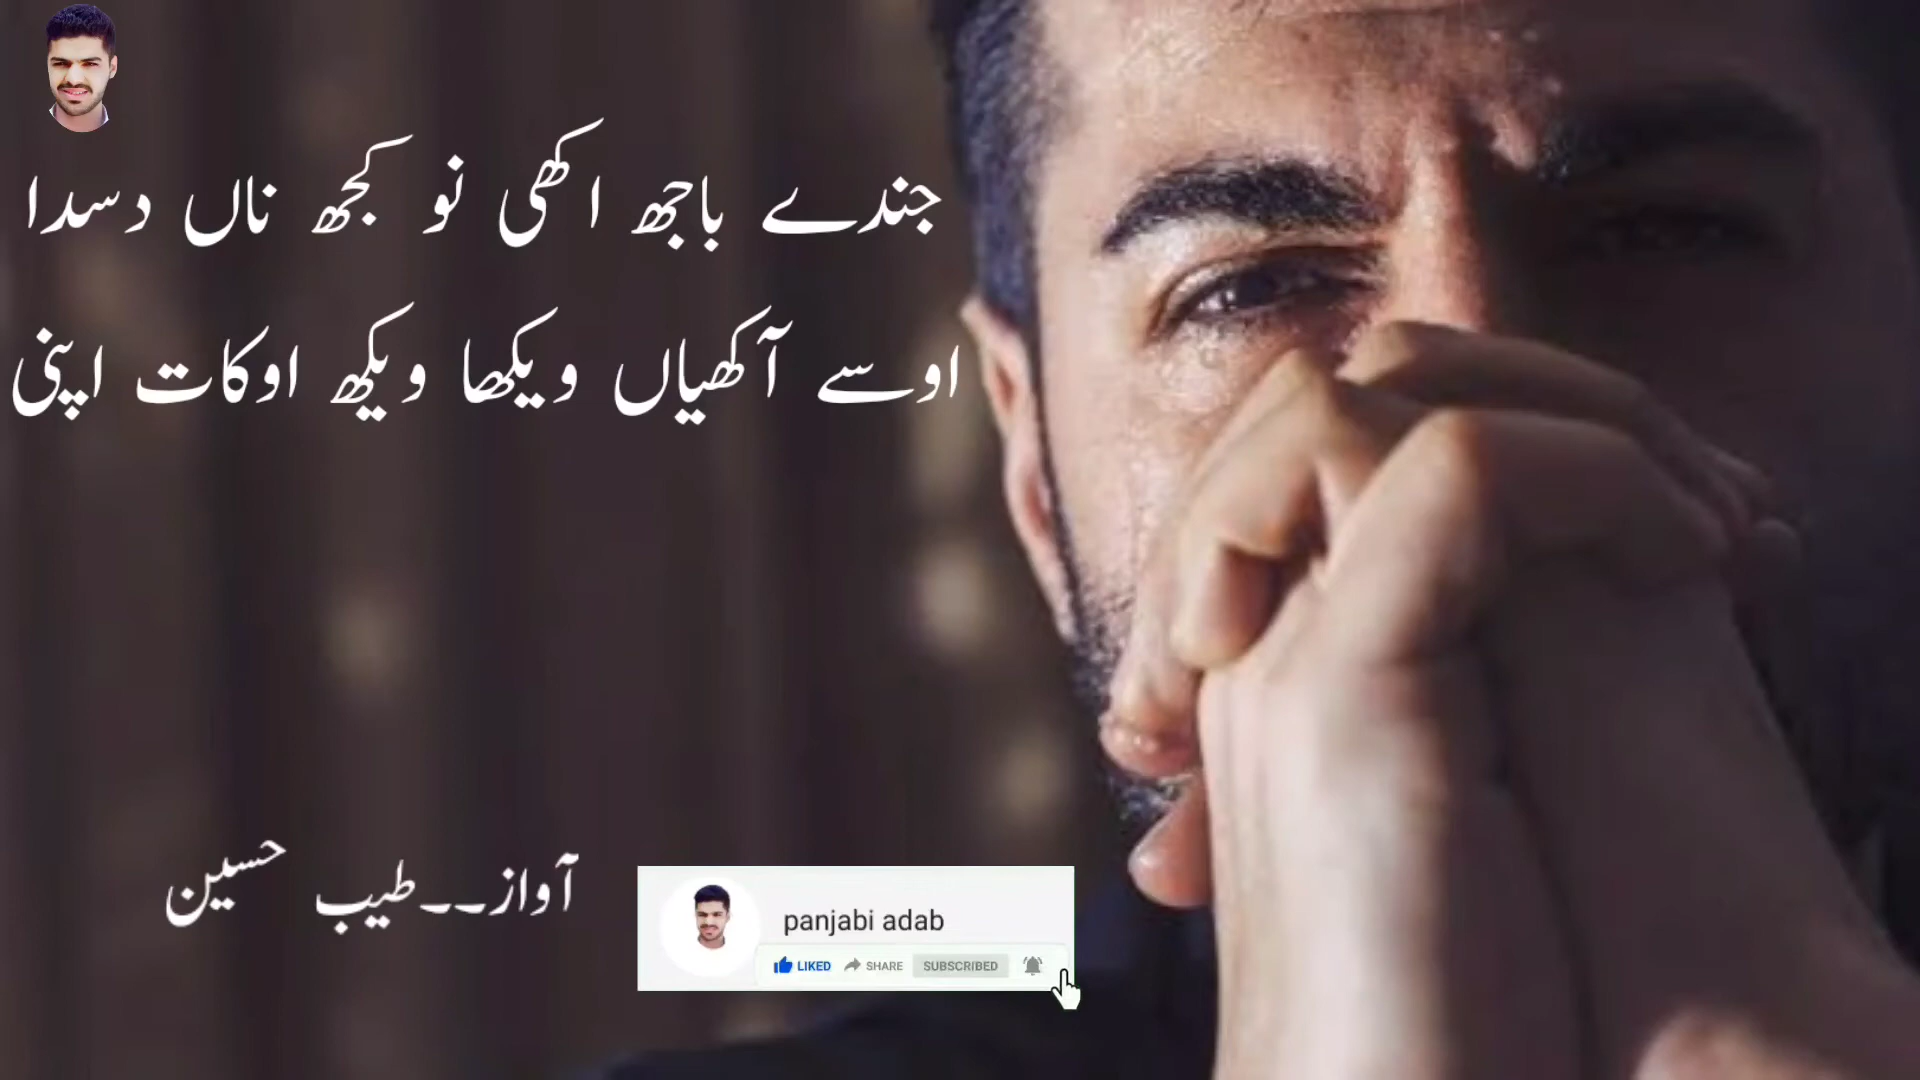 جندے باجھ اکھی نو کجھ ناں دسدا
اوسے آکھیاں ویکھا ویکھ اوکات اپنی
آواز۔۔طیب حسین
panjabi adab
LIKED SHARE SUBSCRIBED